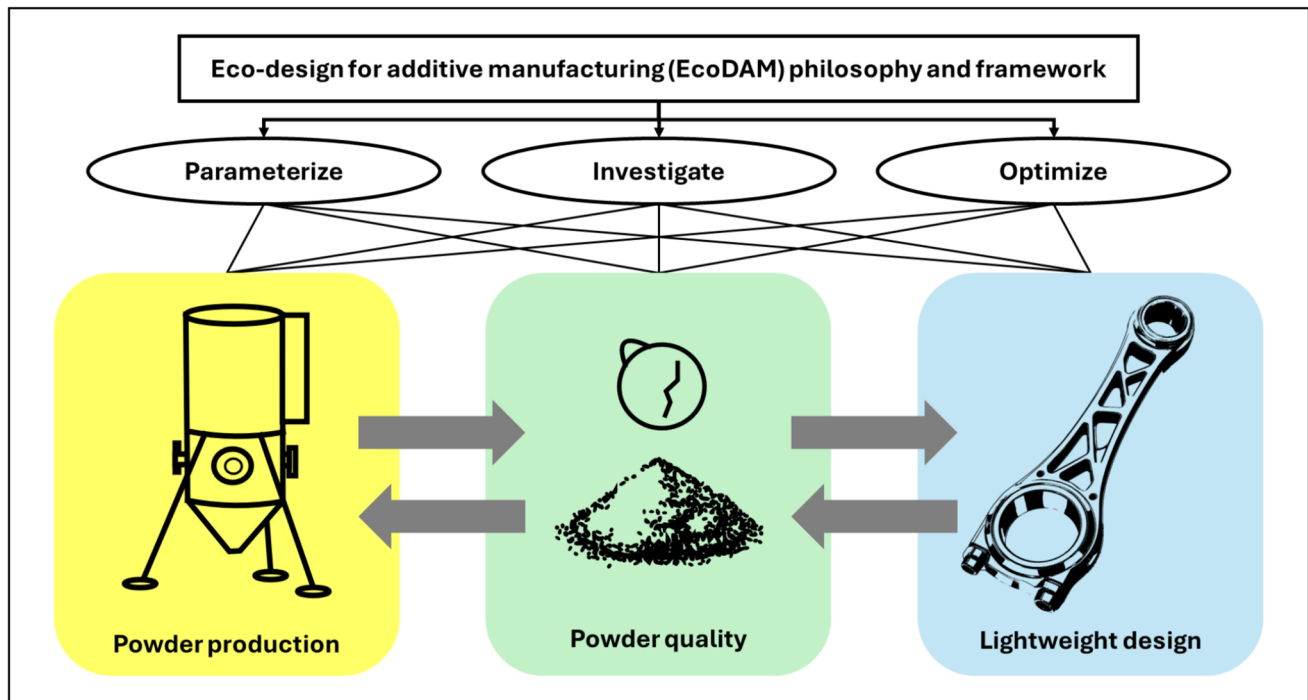 Eco-design for additive manufacturing (EcoDAM) philosophy and framework
Parameterize
Investigate
Optimize
Powder production
Powder quality
Lightweight design